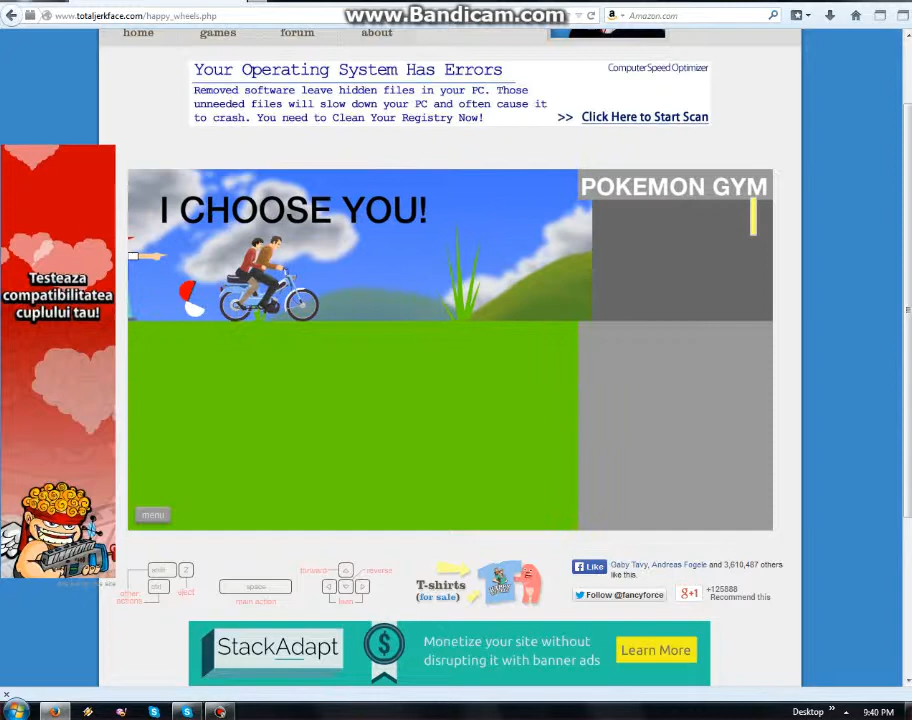 www.Bandicam.com
www.totaljerkface.com/happy_wheels.php
Amazon.com
home games forum about
Your Operating System Has Errors
ComputerSpeed Optimizer
Removed software leave hidden files in your PC. Those
unneeded files will slow down your PC and often cause it
to crash. You need to Clean Your Registry Now!
>> Click Here to Start Scan
I CHOOSE YOU!
POKEMON GYM
Testeaza
compatibilitatea
cuplului tau!
menu
shift Z
ctrl
other
actions
eject
space
main action
forward
reverse
lean
T-shirts
(for sale)
Like
Gaby Tavy, Andreas Fogele and 3,610,487 others
like this.
Follow @fancyforce
g+1
+125888
Recommend this
StackAdapt
Monetize your site without
disrupting it with banner ads
Learn More
Desktop
9:40 PM